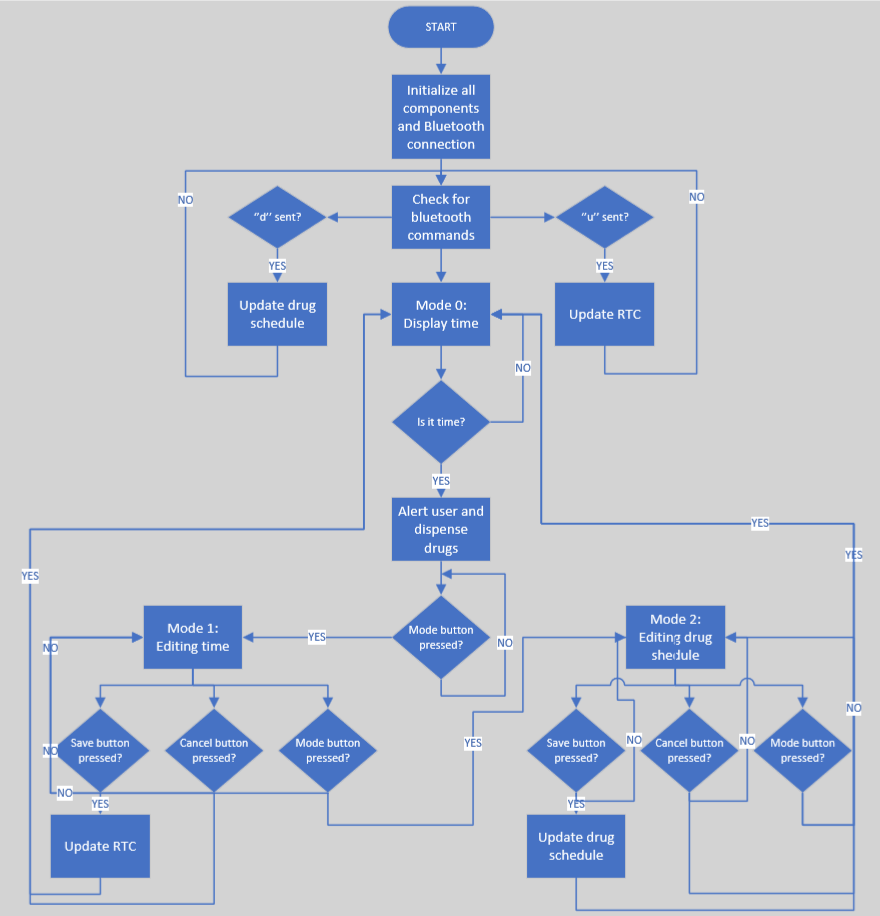 START
Initialize all
components
and Bluetooth
connection
NO
"d" sent?
Check for
bluetooth
commands
"u" sent?
NO
YES
YES
Update drug
schedule
Mode 0:
Display time
Update RTC
NO
Is it time?
YES
Alert user and
dispense
drugs
YES
YES
YES
Mode 1:
Editing time
YES
Mode button
pressed?
NO
Mode 2:
Editing drug
shedule
NO
NO
Save button
pressed?
Cancel button
pressed?
Mode button
pressed?
YES
Save button
pressed?
NO
Cancel button
pressed?
NO
Mode button
pressed?
NO
NO
YES
YES
Update RTC
Update drug
schedule